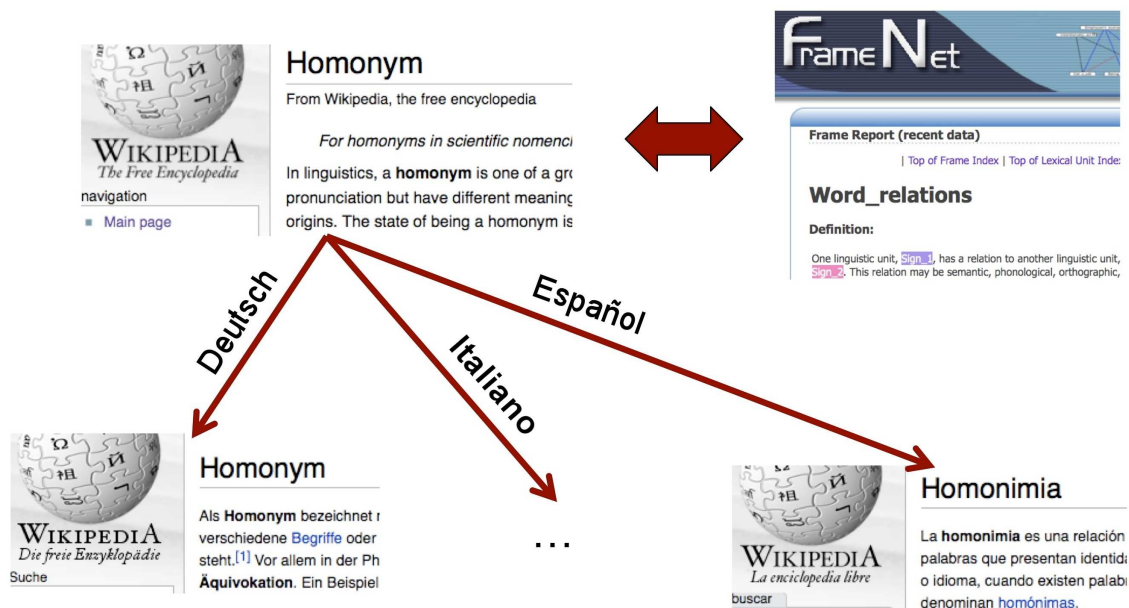 WIKIPEDIA
The Free Encyclopedia
navigation
Main page
Homonym
From Wikipedia, the free encyclopedia
For homonyms in scientific nomencl
In linguistics, a homonym is one of a gro
pronunciation but have different meaning
origins. The state of being a homonym is
FrameNet
Frame Report (recent data)
| Top of Frame Index | Top of Lexical Unit Index
Word_relations
Definition:
One linguistic unit, Sign_1, has a relation to another linguistic unit,
Sign_2. This relation may be semantic, phonological, orthographic,
Deutsch
Italiano
Español
WIKIPEDIA
Die freie Enzyklopädie
Suche
Homonym
Als Homonym bezeichnet
verschiedene Begriffe oder
steht.[1] Vor allem in der Ph
Äquivokation. Ein Beispiel
...
WIKIPEDIA
La enciclopedia libre
buscar
Homonimia
La homonimia es una relación
palabras que presentan identida
o idioma, cuando existen palab
denominan homónimas.